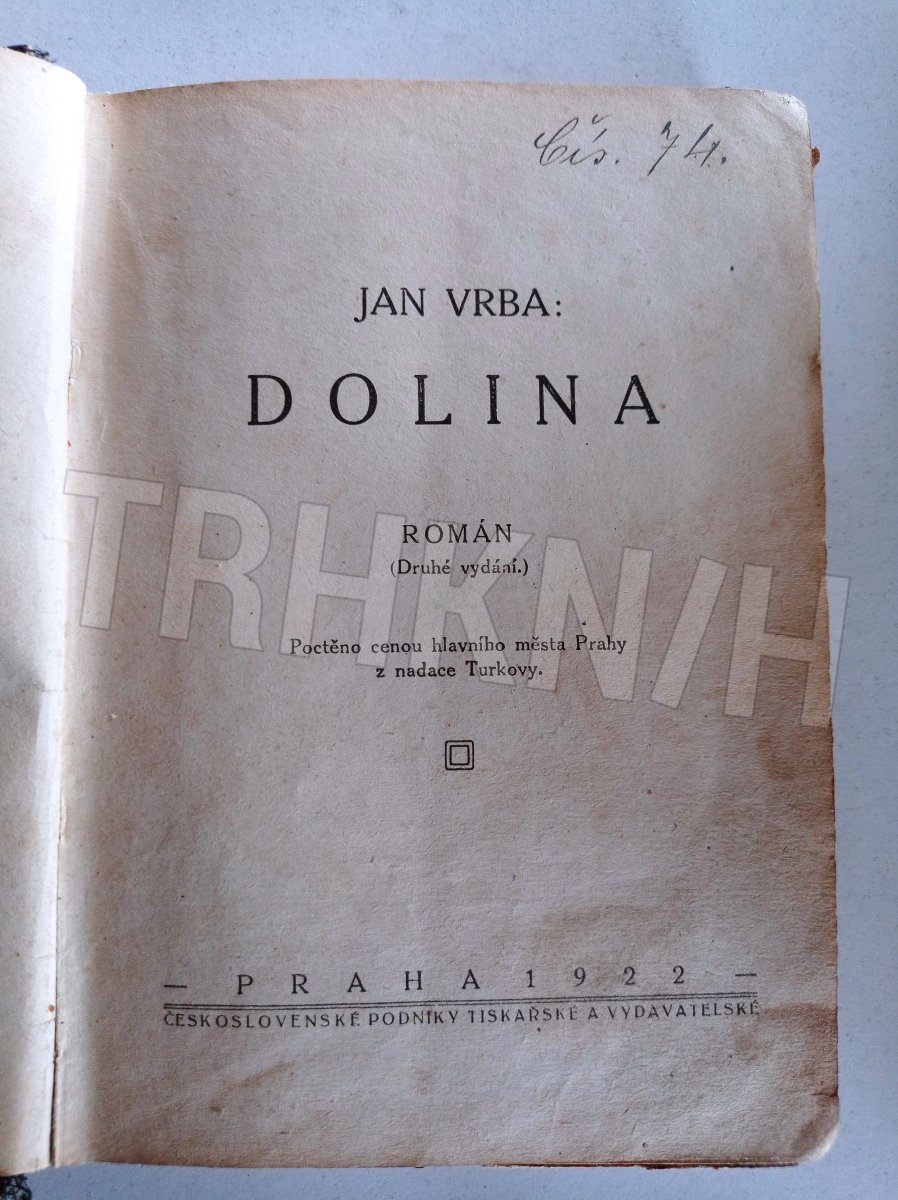 Čís. 74.
JAN VRBA:
DOLINA
ROMÁN
(Druhé vydání.)
Poctěno cenou hlavního města Prahy
z nadace Turkovy.
— PRAHA 1922 —
ČESKOSLOVENSKÉ PODNIKY TISKAŘSKÉ A VYDAVATELSKÉ
TRHKNIH